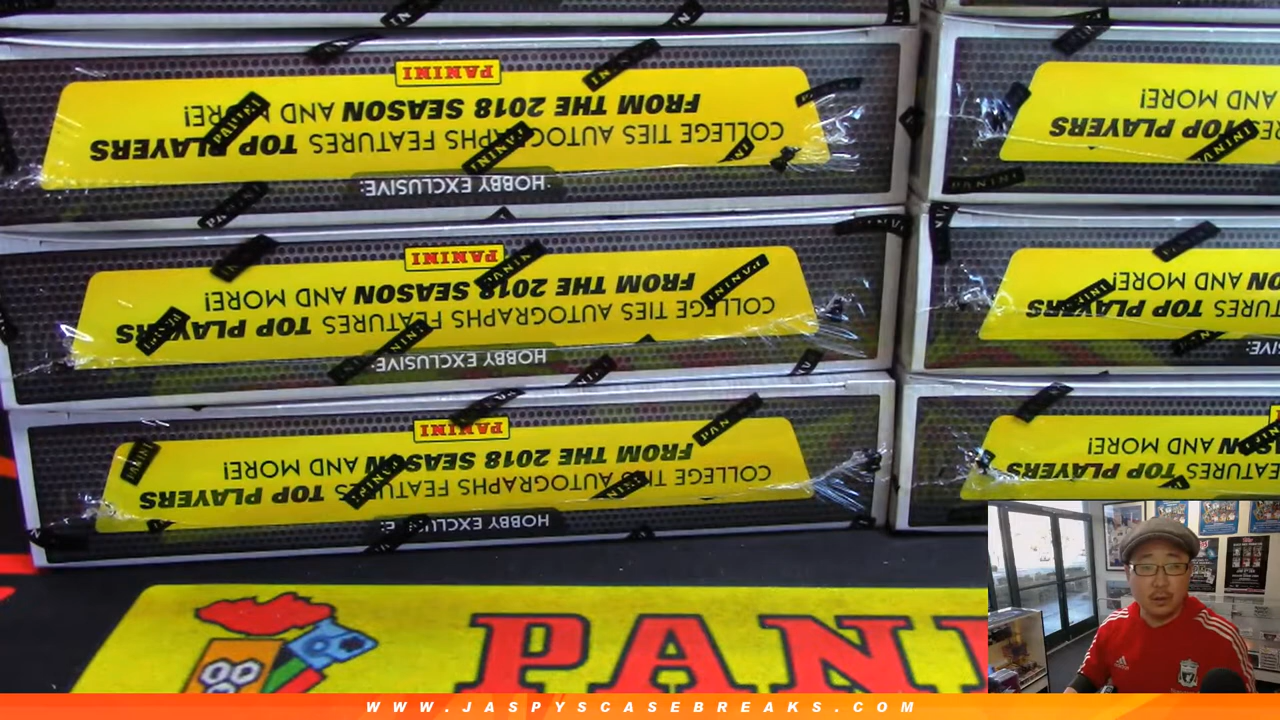 PANINI
FROM THE 2018 SEASON AND MORE!
COLLEGE TIES AUTOGRAPHS FEATURES TOP PLAYERS
HOBBY EXCLUSIVE:
AND MORE!
TOP PLAYERS
PANINI
PANINI
FROM THE 2018 SEASON AND MORE!
COLLEGE TIES AUTOGRAPHS FEATURES TOP PLAYERS
HOBBY EXCLUSIVE:
AND MORE!
TOP PLAYERS
PANINI
FROM THE 2018 SEASON AND MORE!
COLLEGE TIES AUTOGRAPHS FEATURES TOP PLAYERS
HOBBY EXCLUSIVE:
AND MORE!
FEATURES TOP PLAYERS
PANINI
adidas
WWW.JASPYSCASEBREAKS.COM